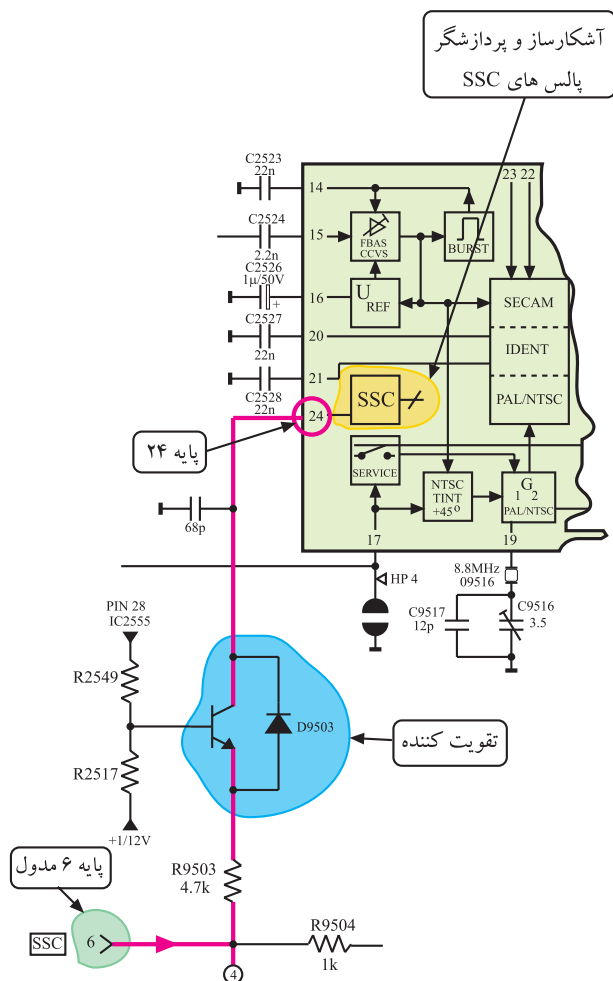 آشکارساز و پردازشگر
پالس های SSC
C2523
22n
14
23 22
C2524
2.2n
15
FBAS
CCVS
BURST
C2526
1µ/50V
+
16
U
REF
SECAM
C2527
22n
20
IDENT
C2528
22n
21
SSC
PAL/NTSC
24
پایه ۲۴
SERVICE
NTSC
TINT
+45°
G
1 2
PAL/NTSC
68p
17
19
HP 4
8.8MHz
09516
C9517
12p
C9516
3.5
PIN 28
IC2555
R2549
D9503
تقویت کننده
R2517
+1/12V
پایه ۶ مدول
R9503
4.7k
SSC
6
R9504
1k
4